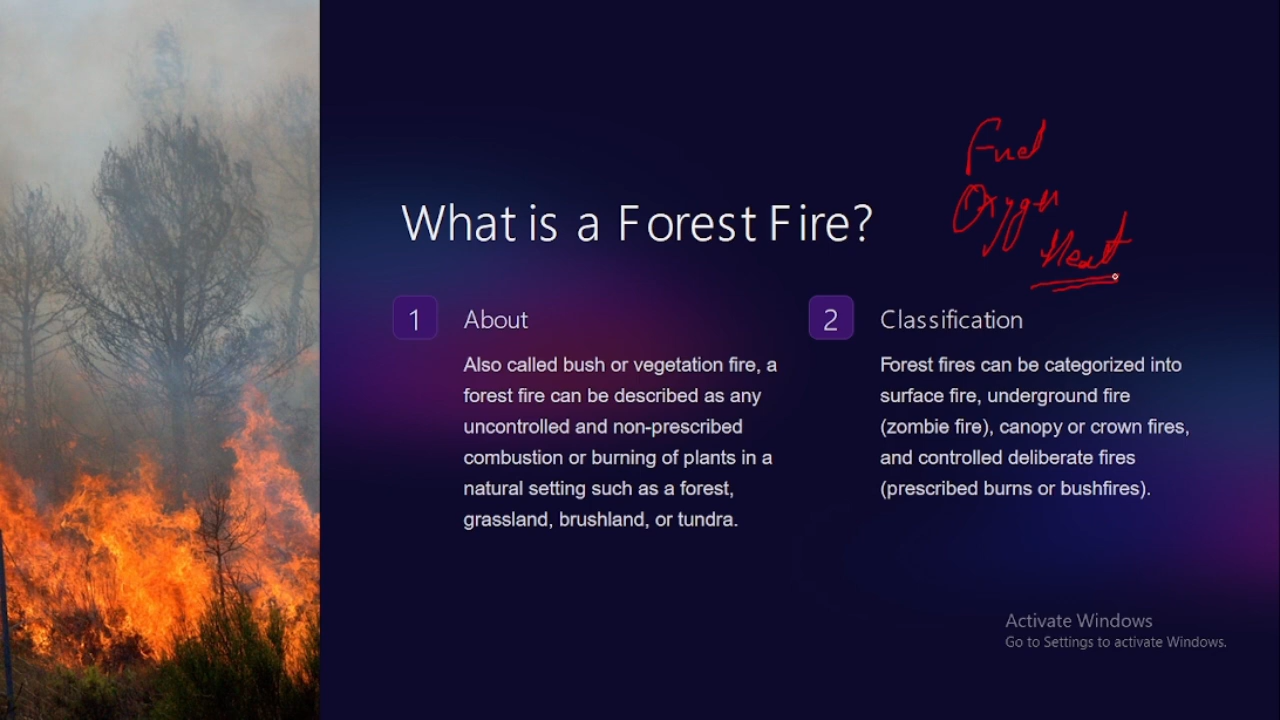 Fuel
Oxygen
Heat
What is a Forest Fire?
1
About
Also called bush or vegetation fire, a
forest fire can be described as any
uncontrolled and non-prescribed
combustion or burning of plants in a
natural setting such as a forest,
grassland, brushland, or tundra.
2
Classification
Forest fires can be categorized into
surface fire, underground fire
(zombie fire), canopy or crown fires,
and controlled deliberate fires
(prescribed burns or bushfires).
Activate Windows
Go to Settings to activate Windows.